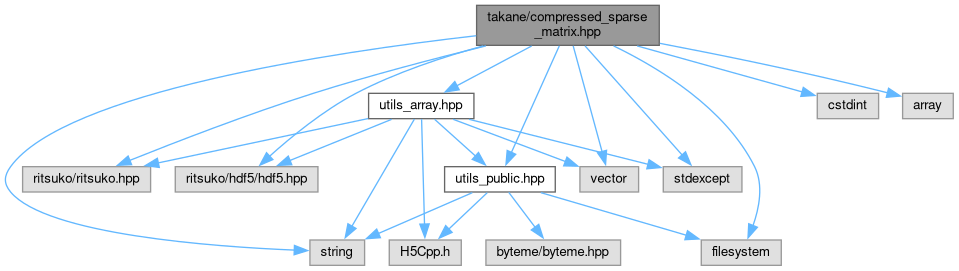 takane/compressed_sparse
_matrix.hpp
utils_array.hpp
cstdint
array
ritsuko/ritsuko.hpp
ritsuko/hdf5/hdf5.hpp
utils_public.hpp
vector
stdexcept
string
H5Cpp.h
byteme/byteme.hpp
filesystem